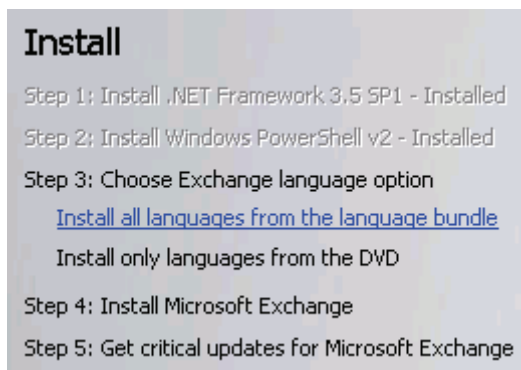 Install
Step 1: Install .NET Framework 3.5 SP1 - Installed
Step 2: Install Windows PowerShell v2 - Installed
Step 3: Choose Exchange language option
Install all languages from the language bundle
Install only languages from the DVD
Step 4: Install Microsoft Exchange
Step 5: Get critical updates for Microsoft Exchange